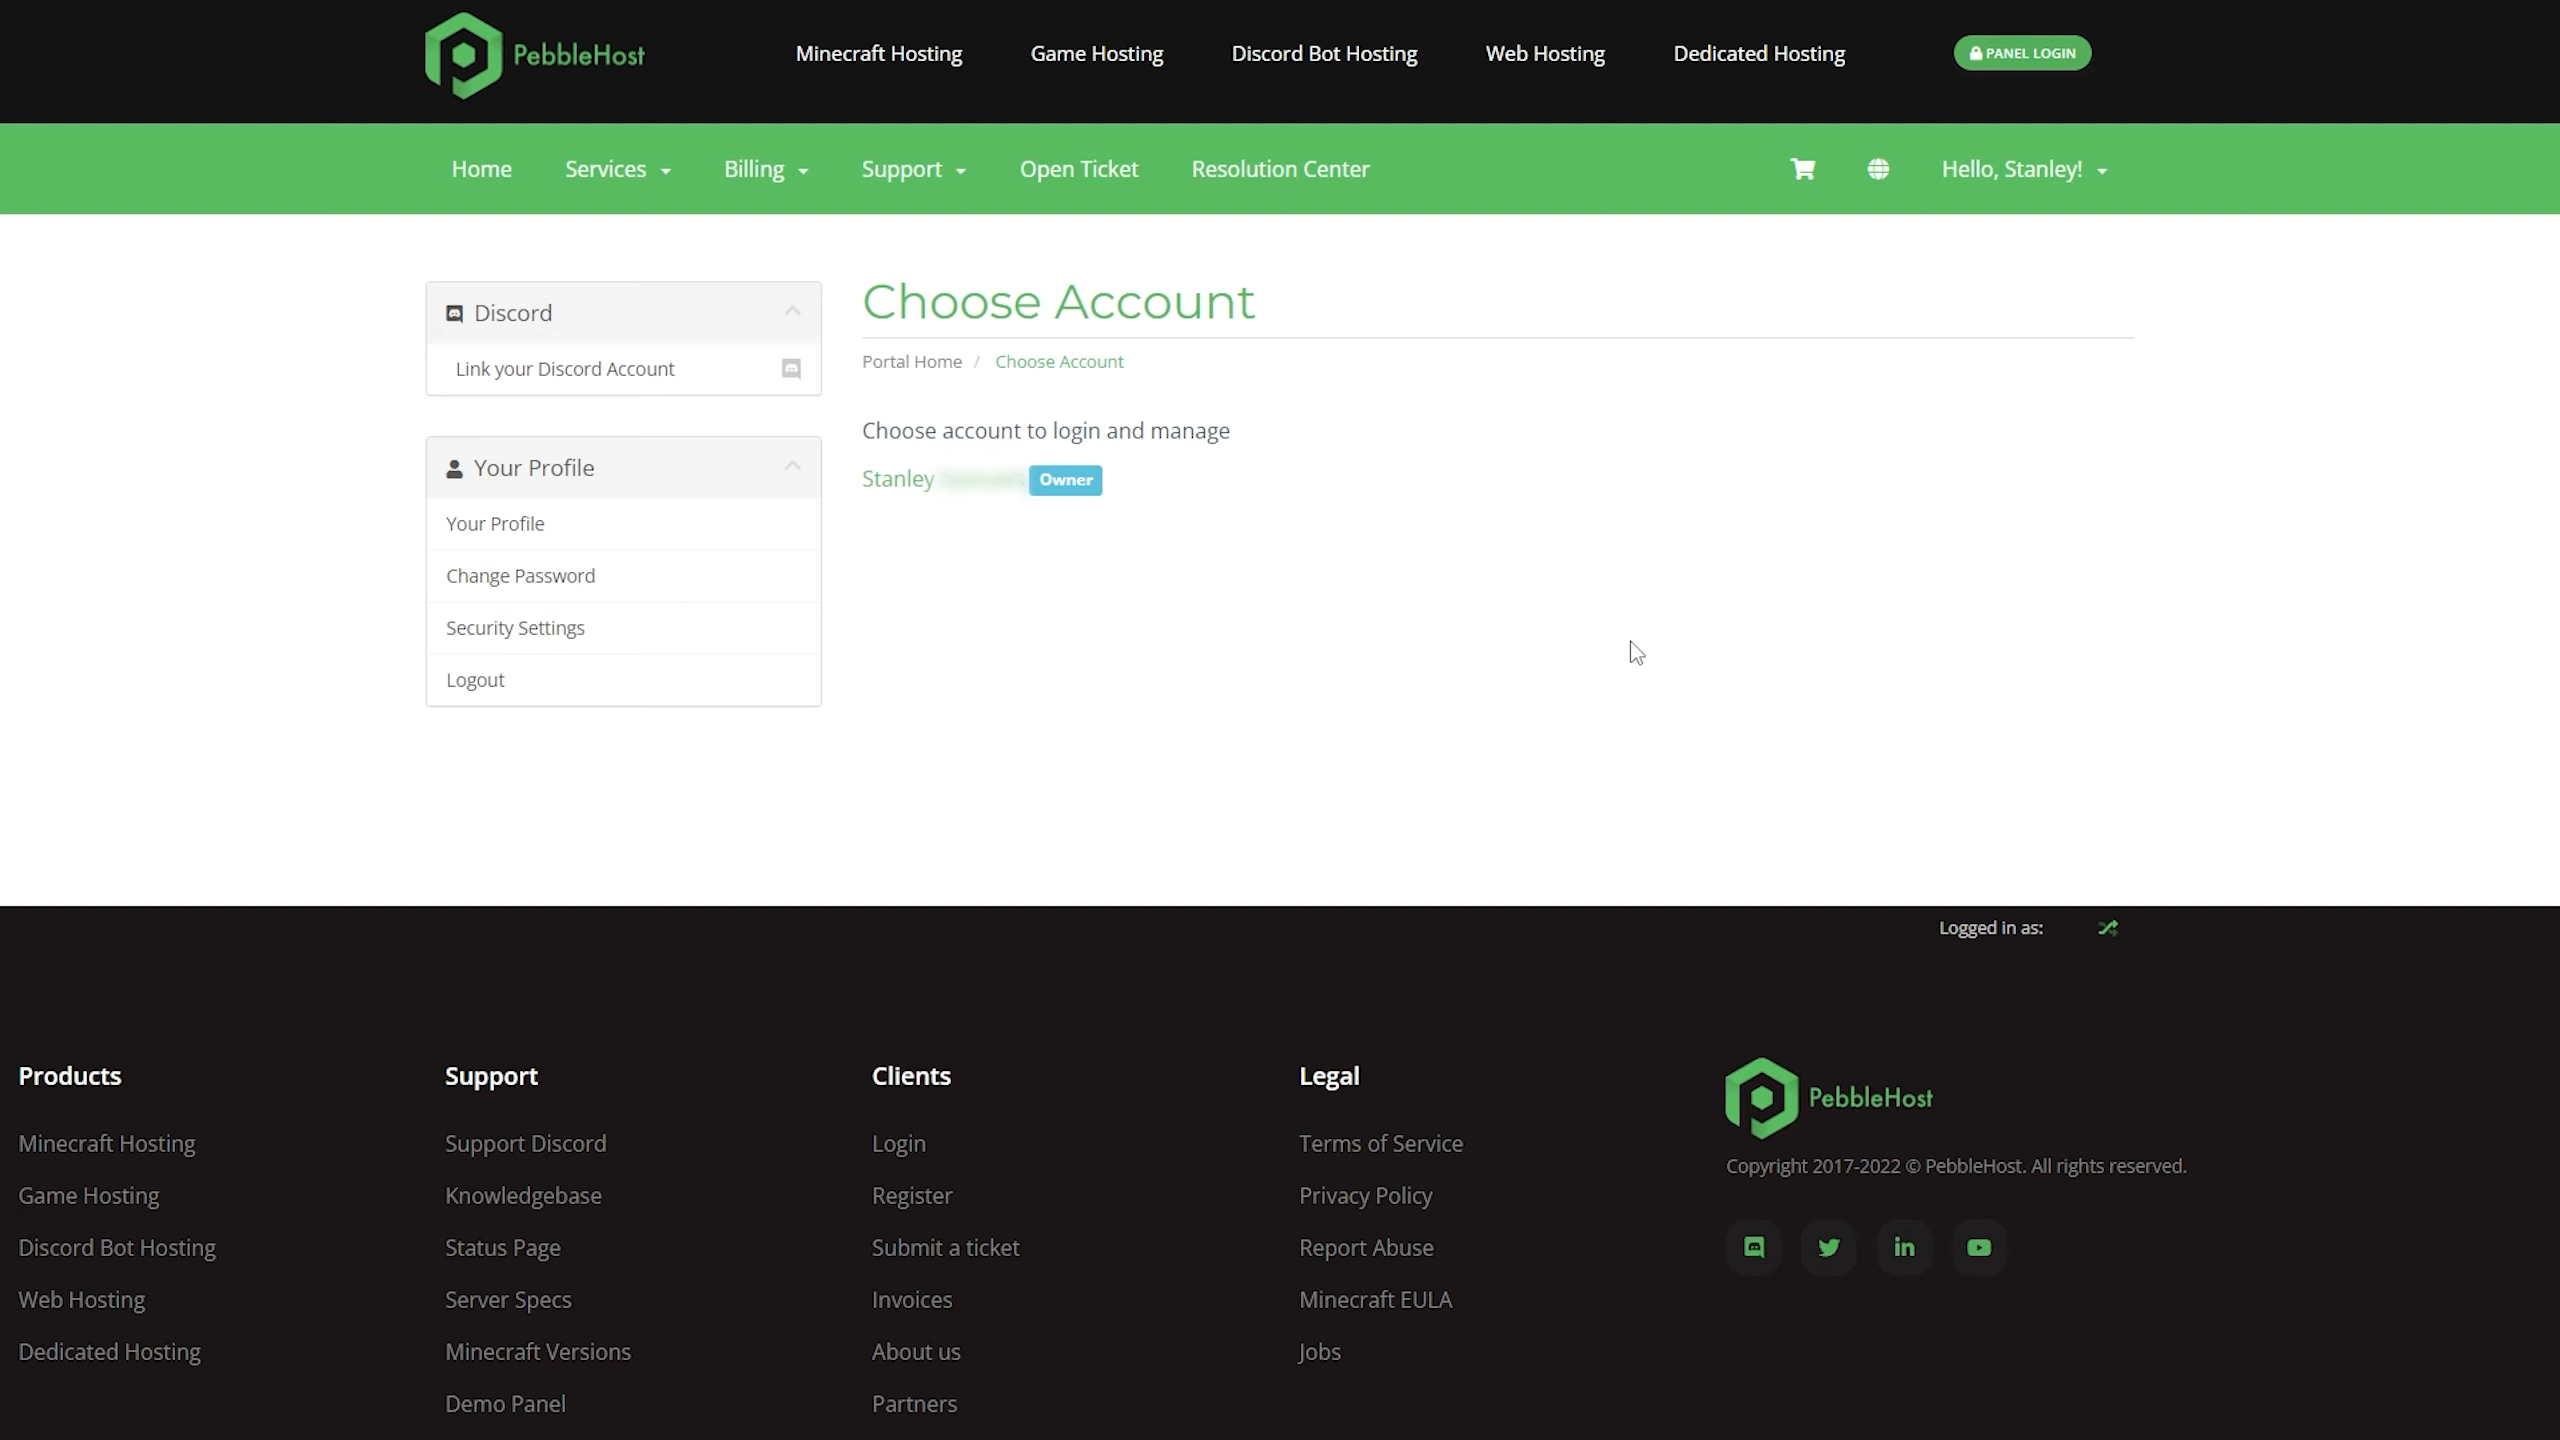 PebbleHost
Minecraft Hosting
Game Hosting
Discord Bot Hosting
Web Hosting
Dedicated Hosting
PANEL LOGIN
Home
Services
Billing
Support
Open Ticket
Resolution Center
Hello, Stanley!
Discord
Link your Discord Account
Your Profile
Your Profile
Change Password
Security Settings
Logout
Choose Account
Portal Home / Choose Account
Choose account to login and manage
Stanley
Owner
Logged in as:
Products
Minecraft Hosting
Game Hosting
Discord Bot Hosting
Web Hosting
Dedicated Hosting
Support
Support Discord
Knowledgebase
Status Page
Server Specs
Minecraft Versions
Demo Panel
Clients
Login
Register
Submit a ticket
Invoices
About us
Partners
Legal
Terms of Service
Privacy Policy
Report Abuse
Minecraft EULA
Jobs
PebbleHost
Copyright 2017-2022 © PebbleHost. All rights reserved.